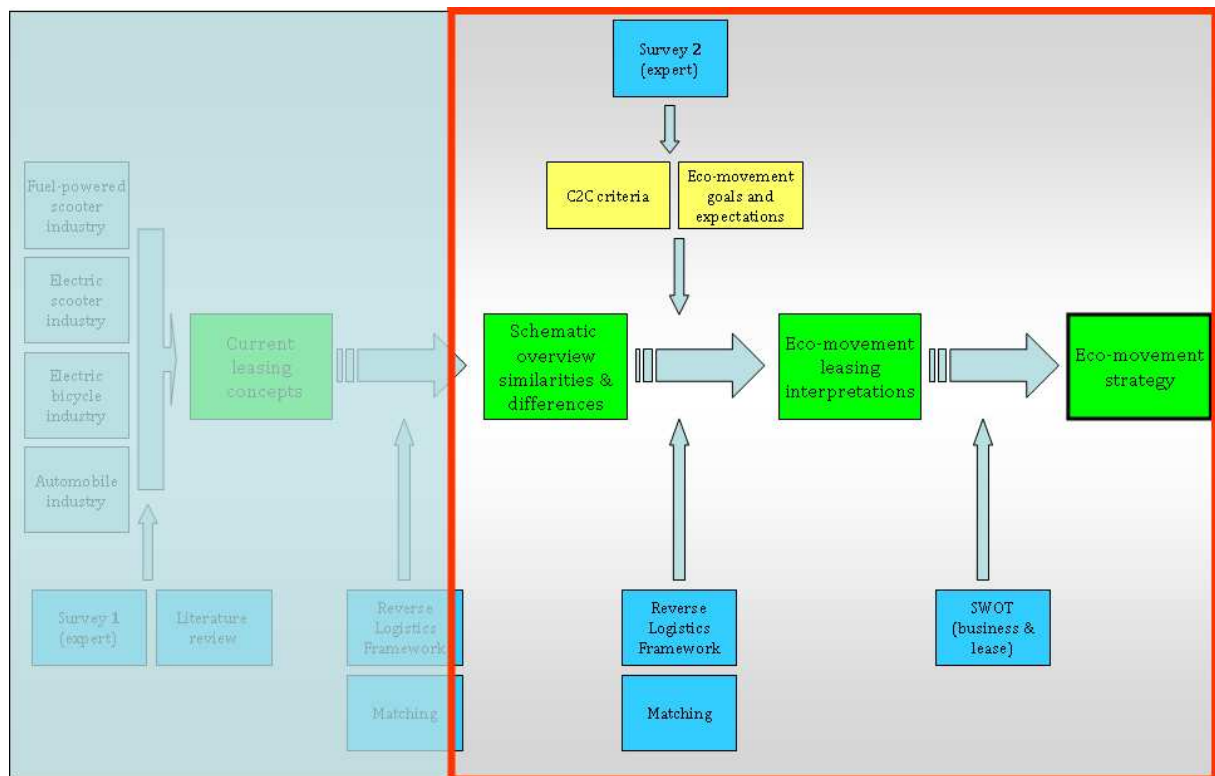 Survey 2
(expert)
C2C criteria
Eco-movement
goals and
expectations
Fuel-powered
scooter
industry
Electric
scooter
industry
Electric
bicycle
industry
Automobile
industry
Current
leasing
concepts
Schematic
overview
similarities &
differences
Eco-movement
leasing
interpretations
Eco-movement
strategy
Survey 1
(expert)
Literature
review
Reverse
Logistics
Framework
Matching
Reverse
Logistics
Framework
Matching
SWOT
(business &
lease)